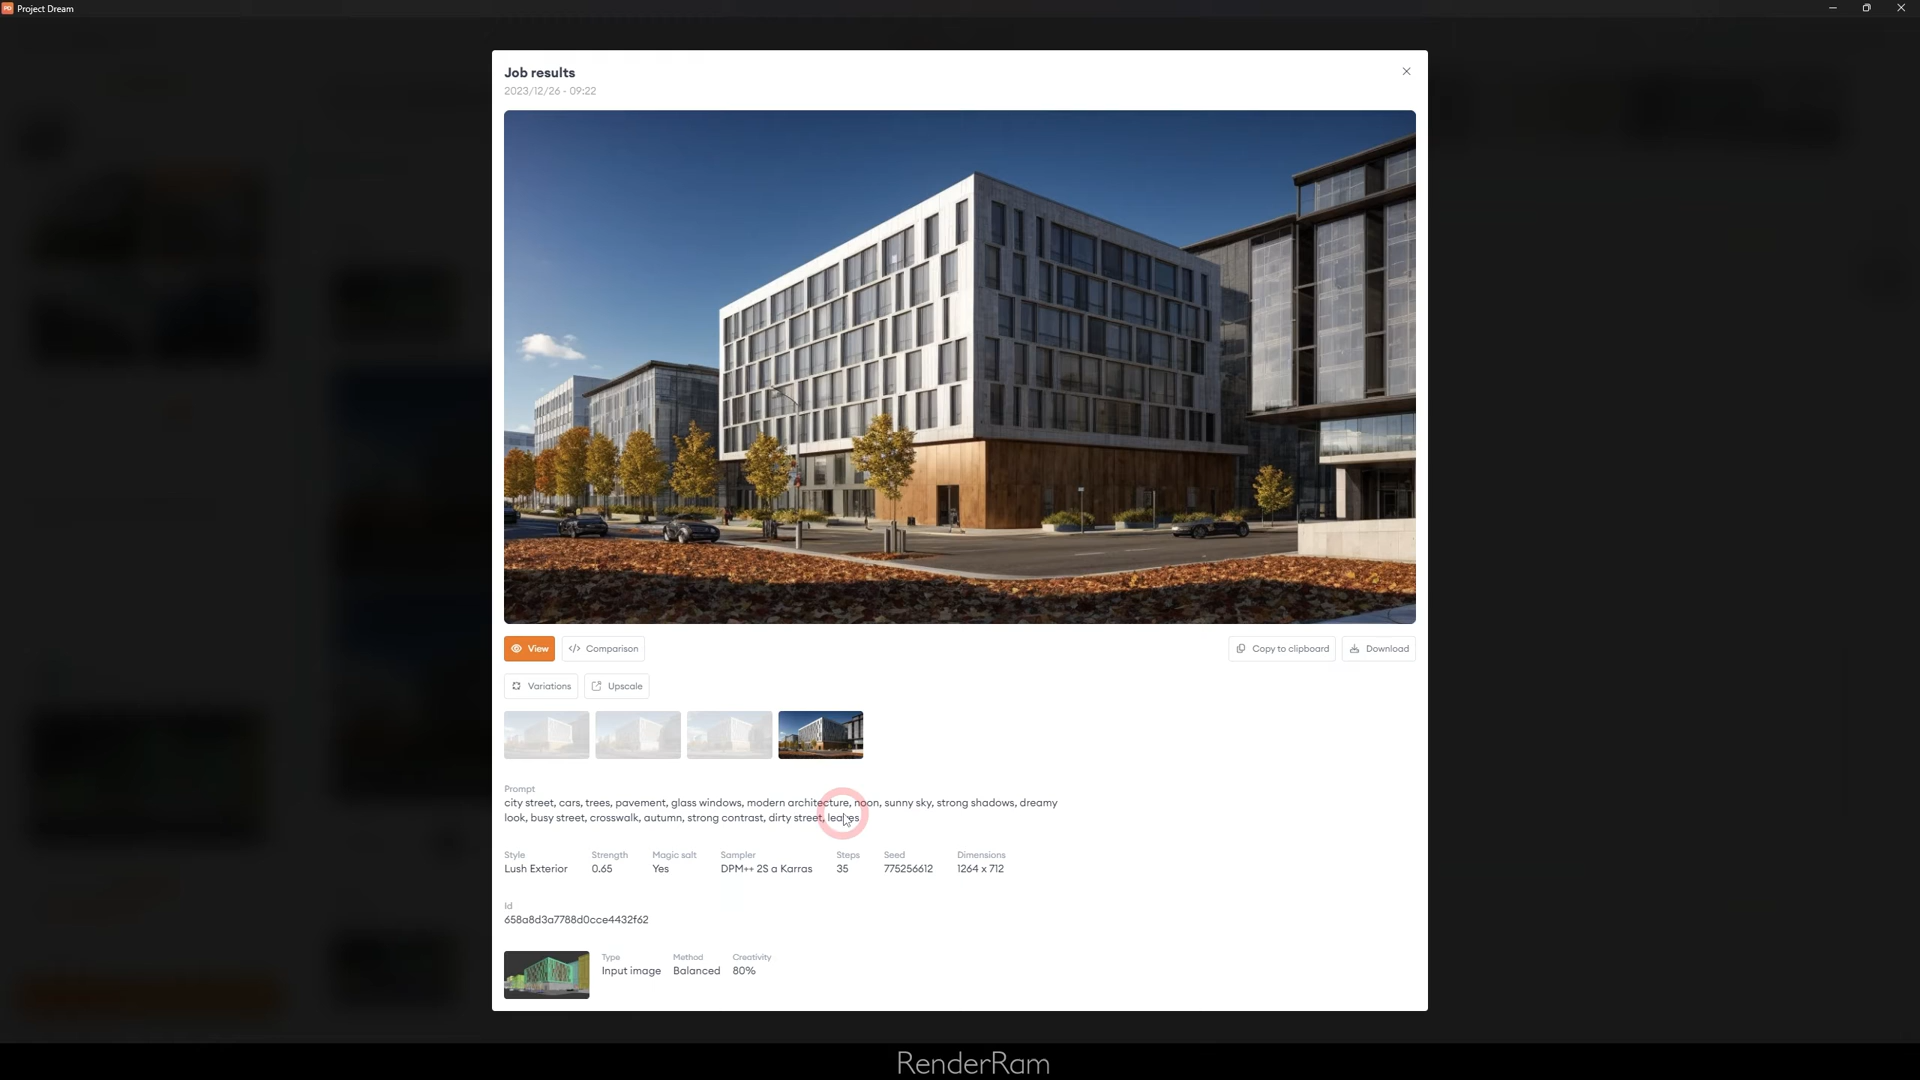 PD Project Dream
Job results
2023/12/26 - 09:22
View
</> Comparison
Copy to clipboard
Download
Variations
Upscale
Prompt
city street, cars, trees, pavement, glass windows, modern architecture, noon, sunny sky, strong shadows, dreamy
look, busy street, crosswalk, autumn, strong contrast, dirty street, leaves
Style Strength Magic salt Sampler Steps Seed Dimensions
Lush Exterior 0.65 Yes DPM++ 2S a Karras 35 775256612 1264 x 712
Id
658a8d3a7788d0cce4432f62
Type Method Creativity
Input image Balanced 80%
RenderRam